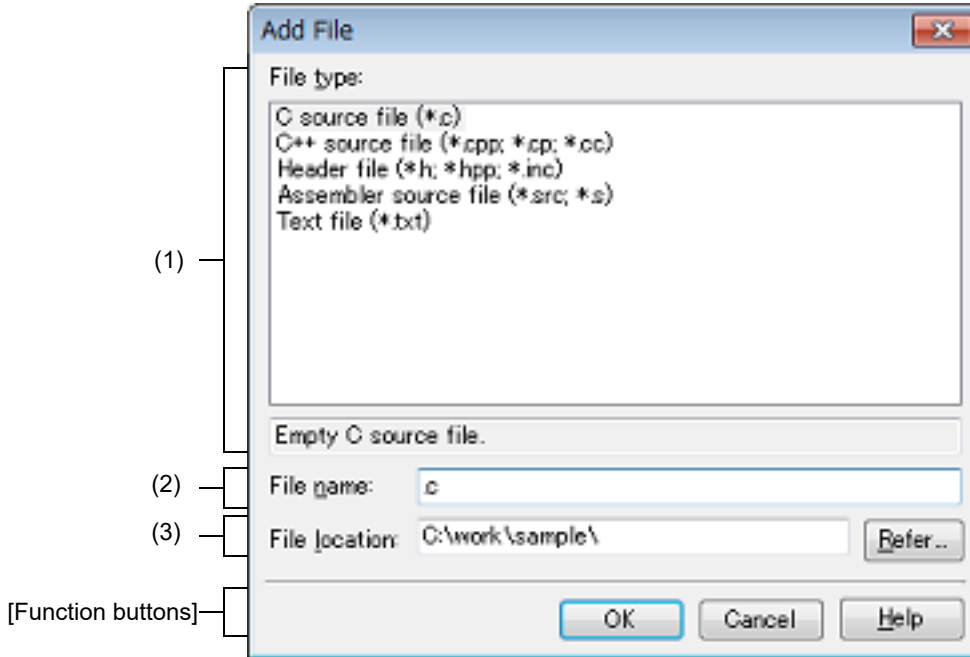 Add File
File type:
C source file (*.c)
C++ source file (*.cpp; *.cp; *.cc)
Header file (*.h; *.hpp; *.inc)
Assembler source file (*.src; *.s)
Text file (*.txt)
(1)
Empty C source file.
(2)
File name:
.c
(3)
File location:
C:\work\sample\
Refer...
[Function buttons]
OK
Cancel
Help